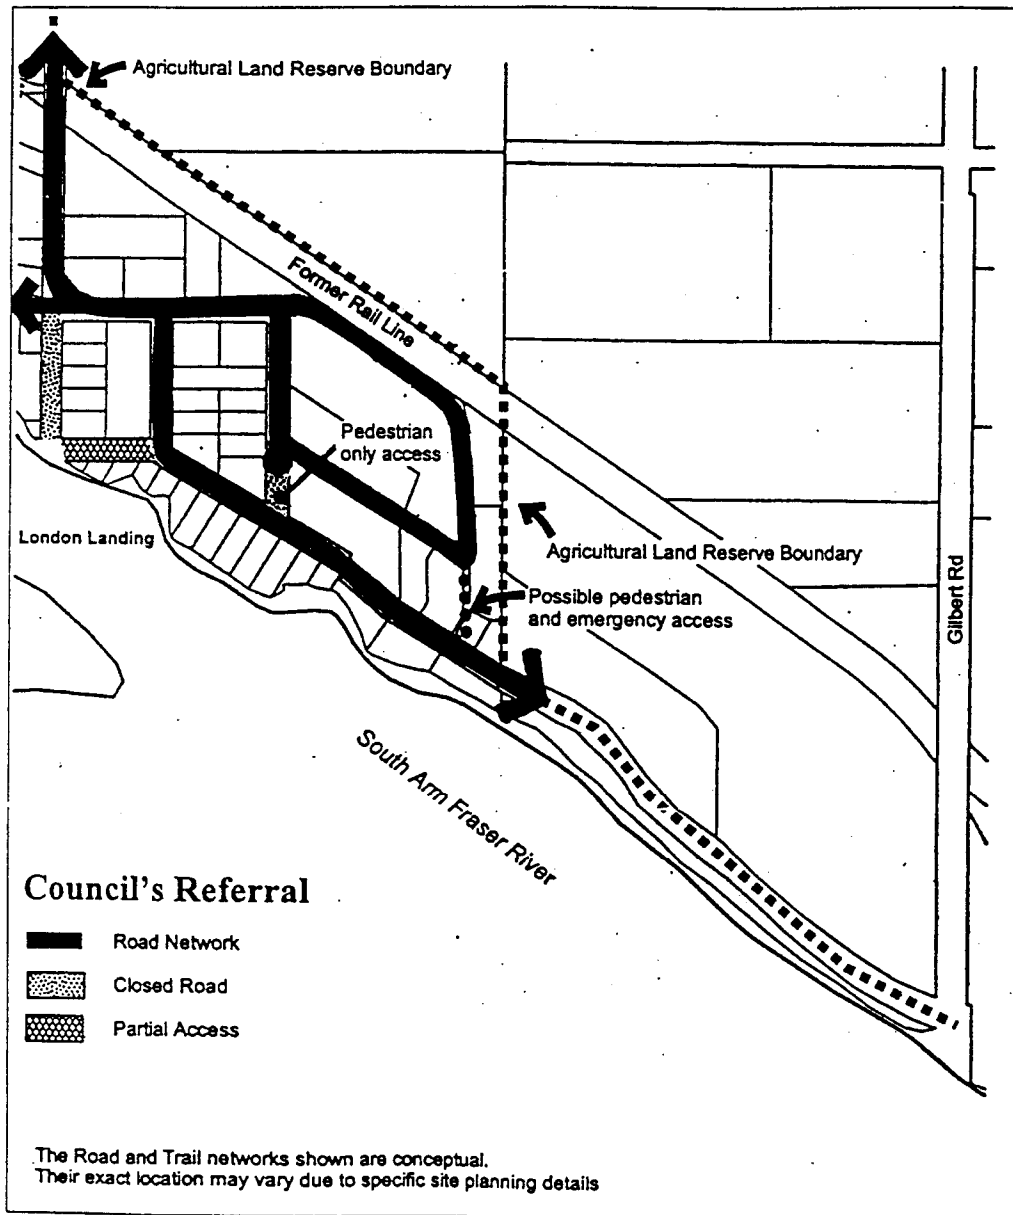 Agricultural Land Reserve Boundary
Former Rail Line
Pedestrian
only access
London Landing
Agricultural Land Reserve Boundary
Possible pedestrian
and emergency access
Gilbert Rd
South Arm Fraser River
Council's Referral
Road Network
Closed Road
Partial Access
The Road and Trail networks shown are conceptual.
Their exact location may vary due to specific site planning details